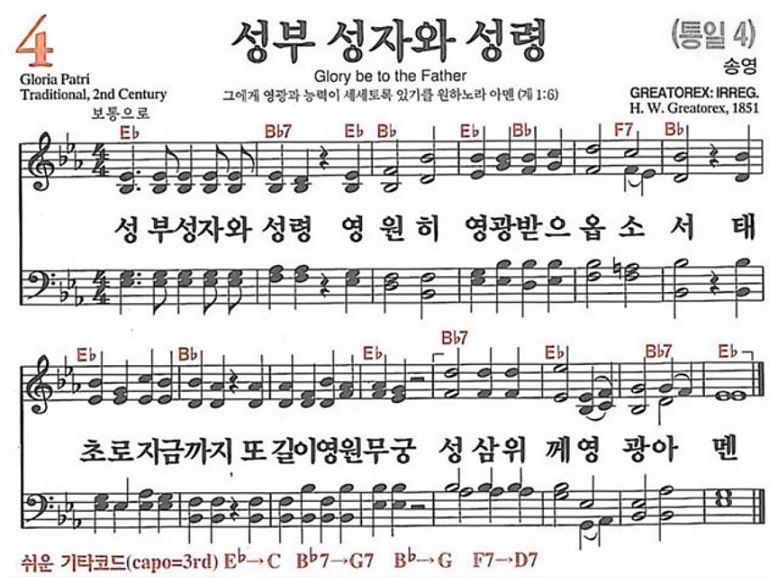 4
성부 성자와 성령
(통일 4)
Gloria Patri
Traditional, 2nd Century
Glory be to the Father
송영
그에게 영광과 능력이 세세토록 있기를 원하노라 아멘 (계 1:6)
GREATOREX: IRREG.
H. W. Greatorex, 1851
보통으로
E♭ B♭7 E♭ B♭ E♭ B♭ F7 B♭
성 부성자와 성령 영 원 히 영광받으 옵 소 서 태
E♭ B♭ E♭ B♭7 E♭ B♭7 E♭
초로지금까지 또 길이영원무궁 성 삼 위 께 영 광아 멘
쉬운 기타코드(capo=3rd) E♭→C B♭7→G7 B♭→G F7→D7